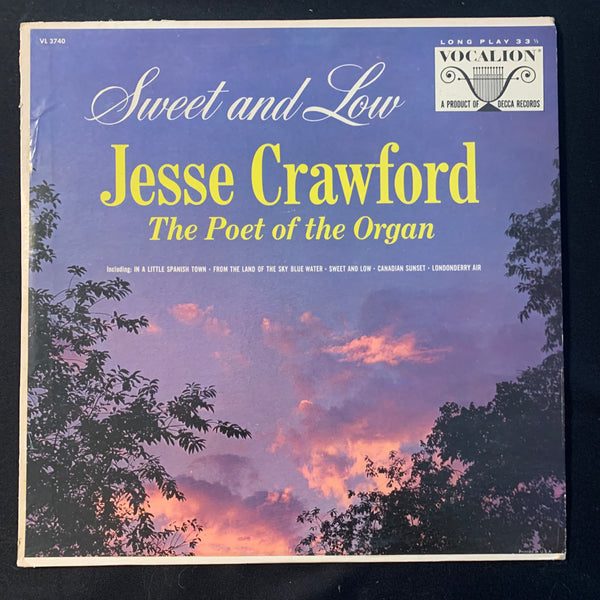 VL 3740
LONG PLAY 33 ⅓
VOCALION®
A PRODUCT OF DECCA RECORDS
Sweet and Low
Jesse Crawford
The Poet of the Organ
Including: IN A LITTLE SPANISH TOWN • FROM THE LAND OF THE SKY BLUE WATER • SWEET AND LOW • CANADIAN SUNSET • LONDONDERRY AIR